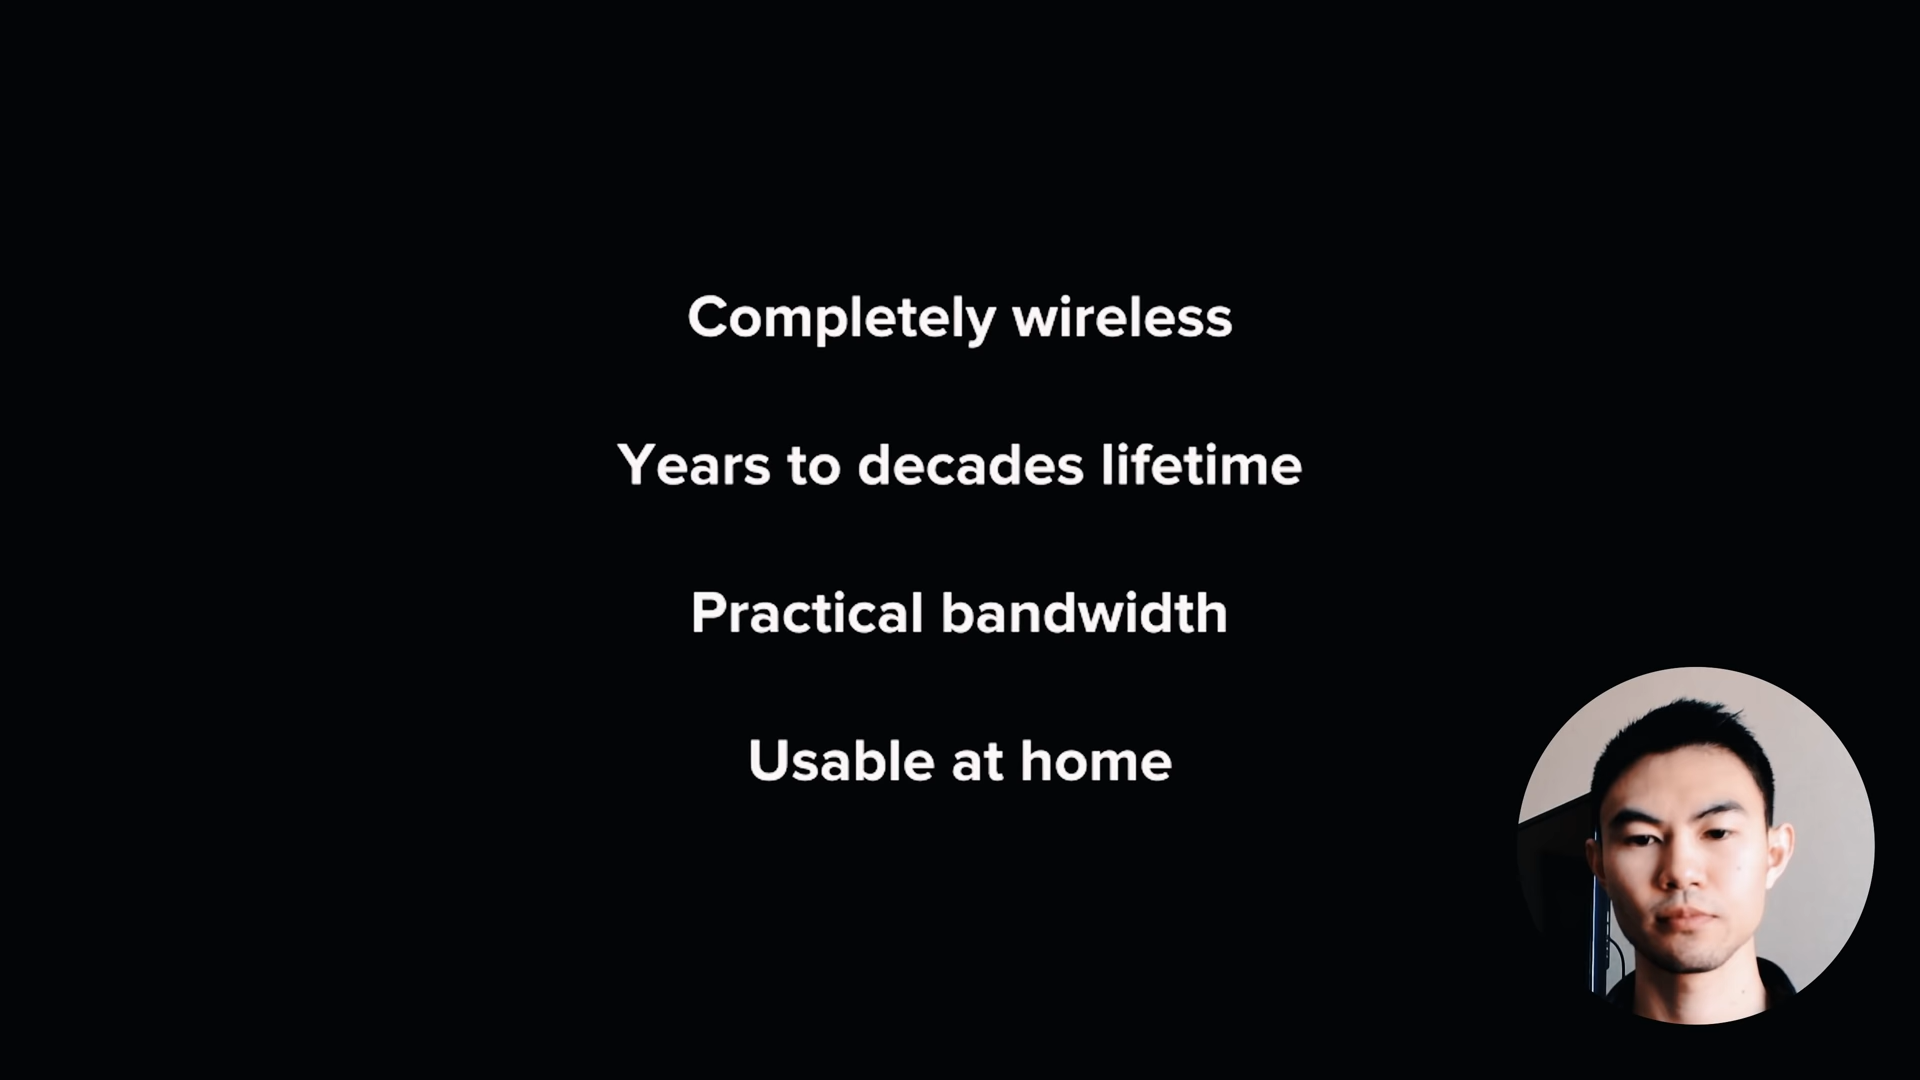 Completely wireless
Years to decades lifetime
Practical bandwidth
Usable at home